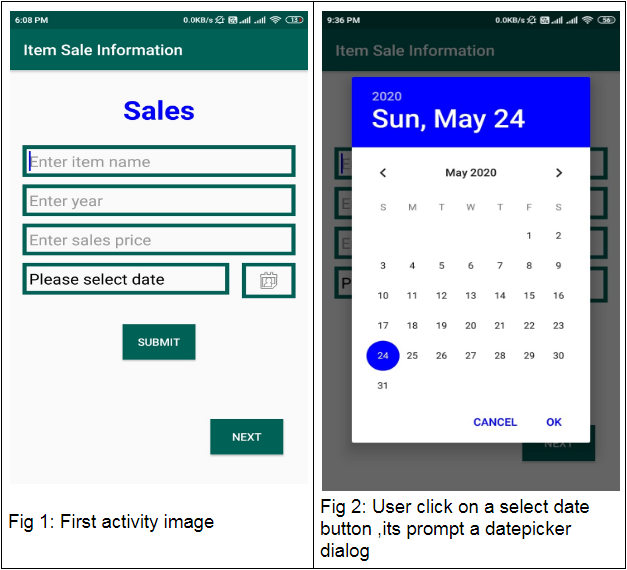 6:08 PM
0.0KB/s
13
Item Sale Information
Sales
Enter item name
Enter year
Enter sales price
Please select date
SUBMIT
NEXT
Fig 1: First activity image
9:36 PM
0.0KB/s
56
Item Sale Information
2020
Sun, May 24
May 2020
S M T W T F S
1 2
3 4 5 6 7 8 9
10 11 12 13 14 15 16
17 18 19 20 21 22 23
24 25 26 27 28 29 30
31
CANCEL OK
NEXT
Fig 2: User click on a select date
button ,its prompt a datepicker
dialog